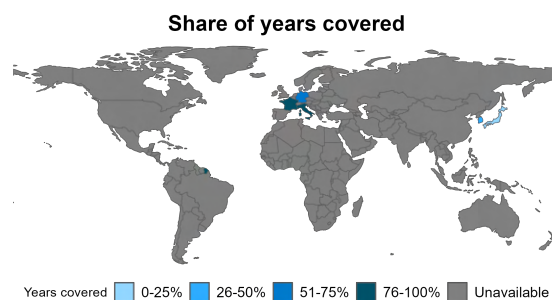 Share of years covered
Years covered 0-25% 26-50% 51-75% 76-100% Unavailable